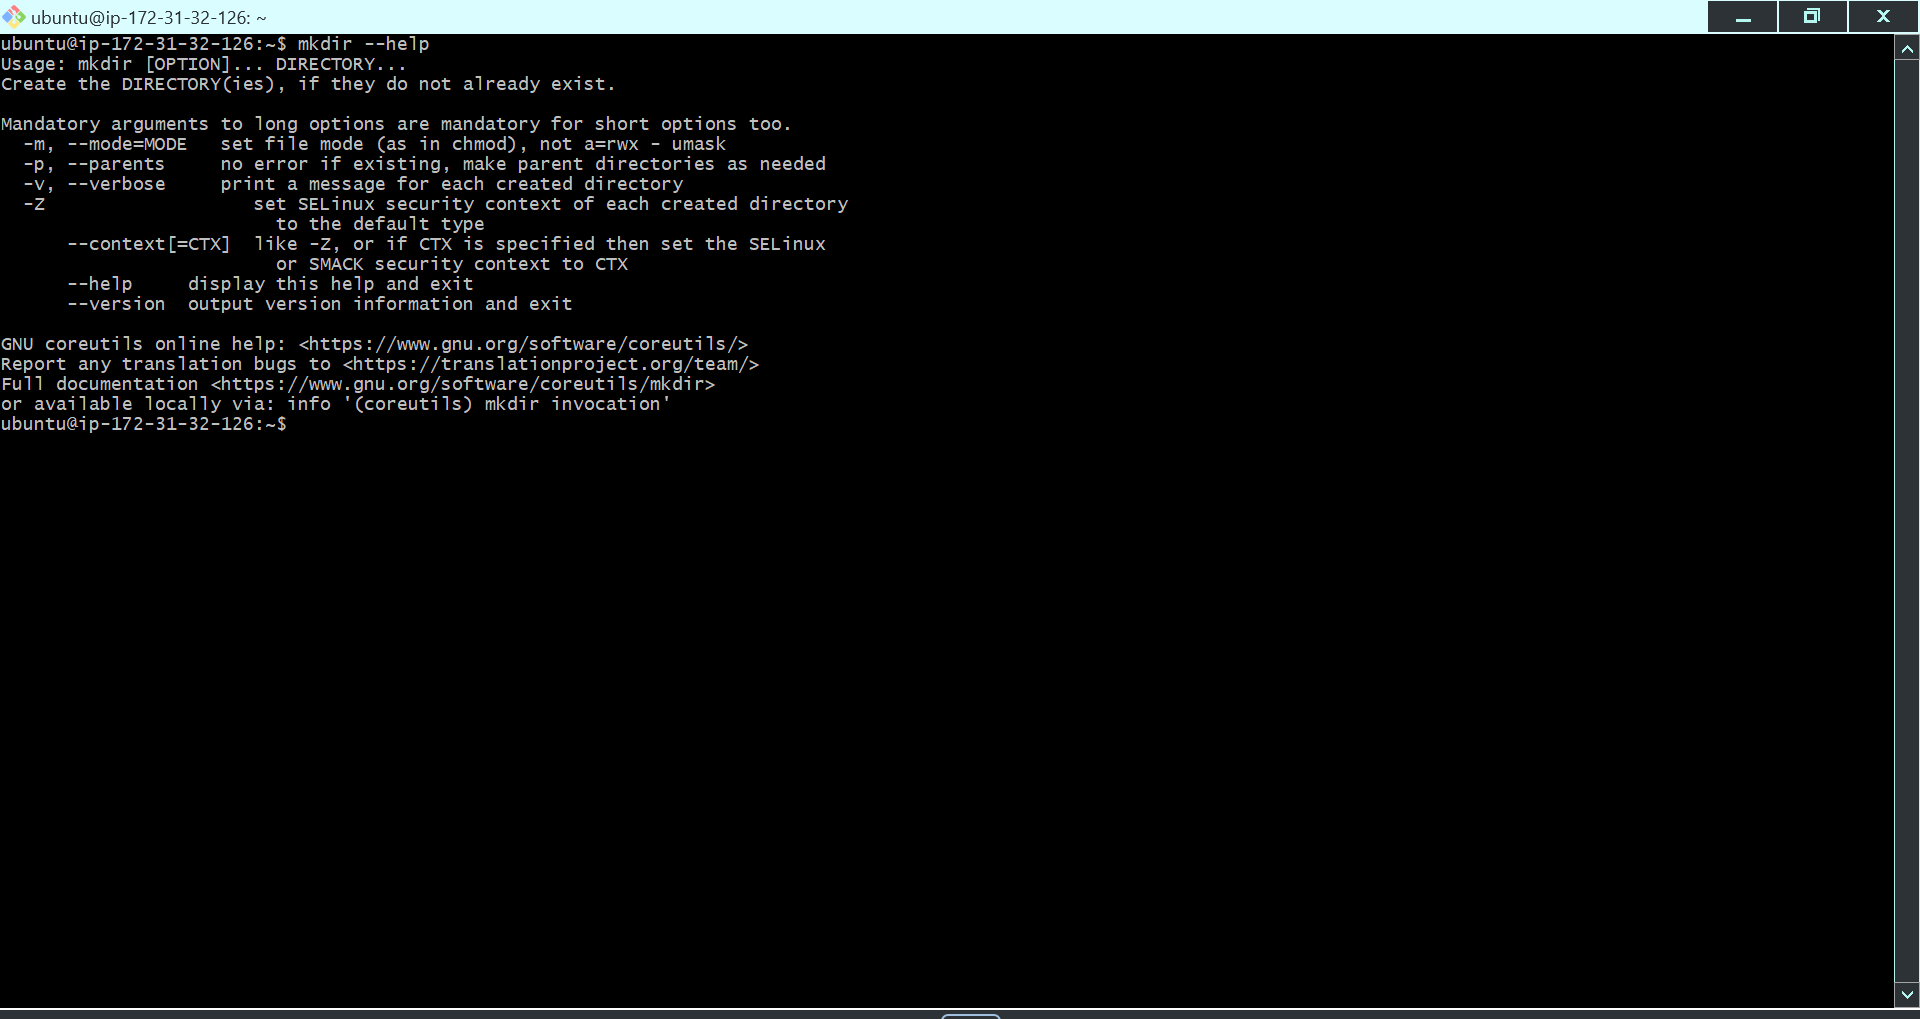 ubuntu@ip-172-31-32-126: ~
ubuntu@ip-172-31-32-126:~$ mkdir --help
Usage: mkdir [OPTION]... DIRECTORY...
Create the DIRECTORY(ies), if they do not already exist.

Mandatory arguments to long options are mandatory for short options too.
  -m, --mode=MODE   set file mode (as in chmod), not a=rwx - umask
  -p, --parents     no error if existing, make parent directories as needed
  -v, --verbose     print a message for each created directory
  -Z                   set SELinux security context of each created directory
                         to the default type
      --context[=CTX]  like -Z, or if CTX is specified then set the SELinux
                         or SMACK security context to CTX
      --help     display this help and exit
      --version  output version information and exit

GNU coreutils online help: <https://www.gnu.org/software/coreutils/>
Report any translation bugs to <https://translationproject.org/team/>
Full documentation <https://www.gnu.org/software/coreutils/mkdir>
or available locally via: info '(coreutils) mkdir invocation'
ubuntu@ip-172-31-32-126:~$